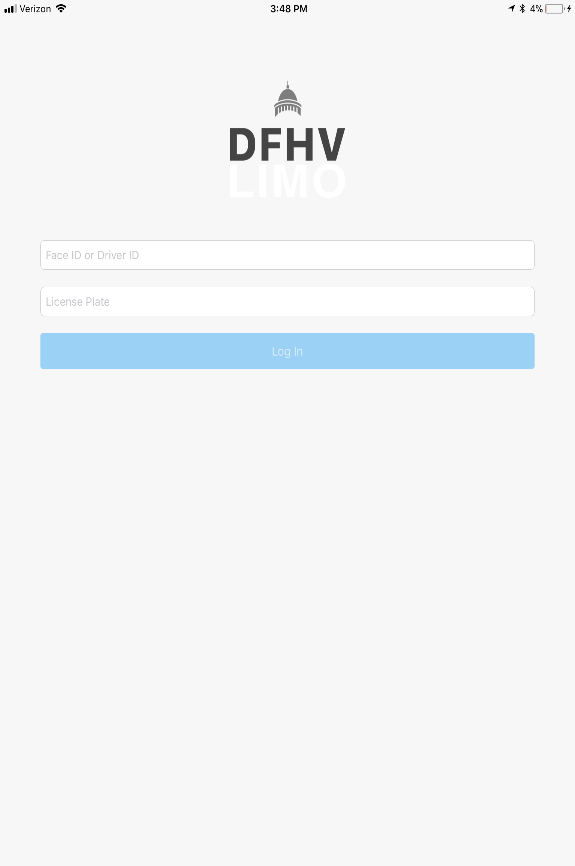 Verizon 3:48 PM 4%
DFHV
LIMO
Face ID or Driver ID
License Plate
Log In